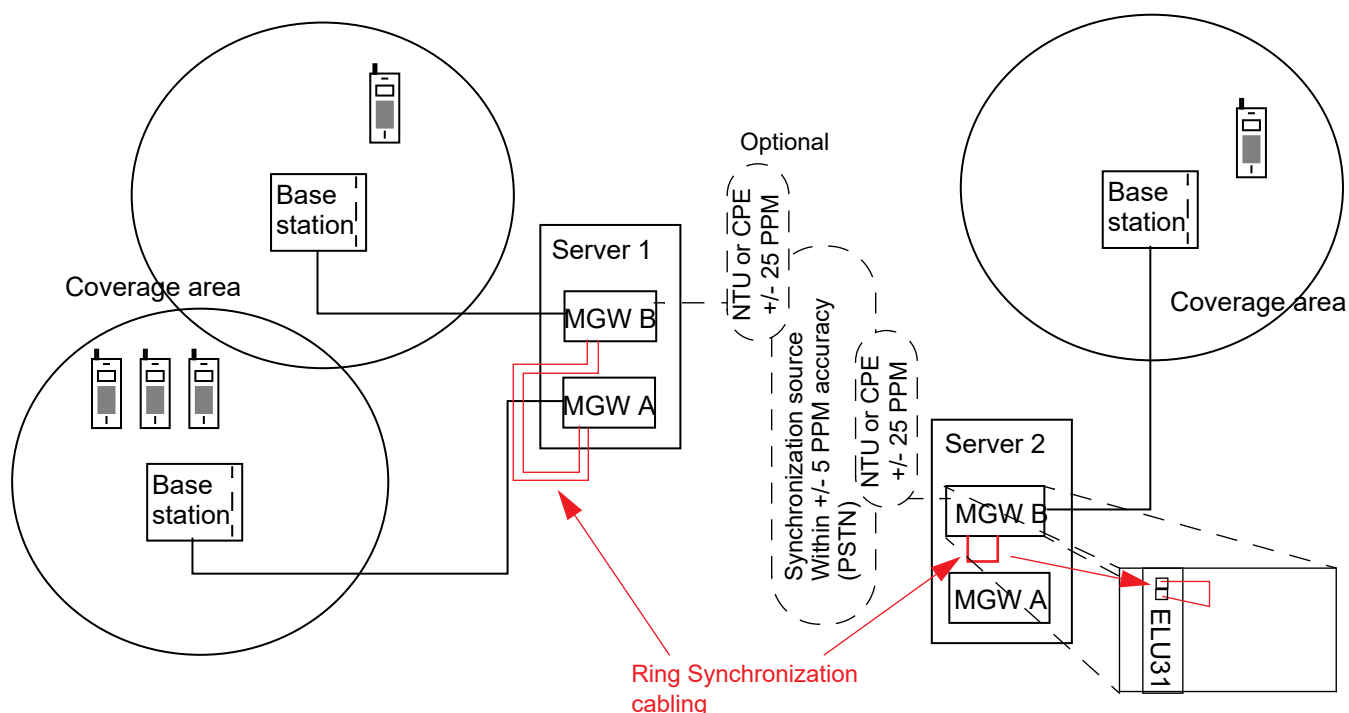 Optional
Base
station
NTU or CPE
+/- 25 PPM
Base
station
Server 1
Coverage area
Coverage area
MGW B
Synchronization source
Within +/- 5 PPM accuracy
(PSTN)
NTU or CPE
+/- 25 PPM
MGW A
Server 2
Base
station
MGW B
MGW A
ELU31
Ring Synchronization
cabling